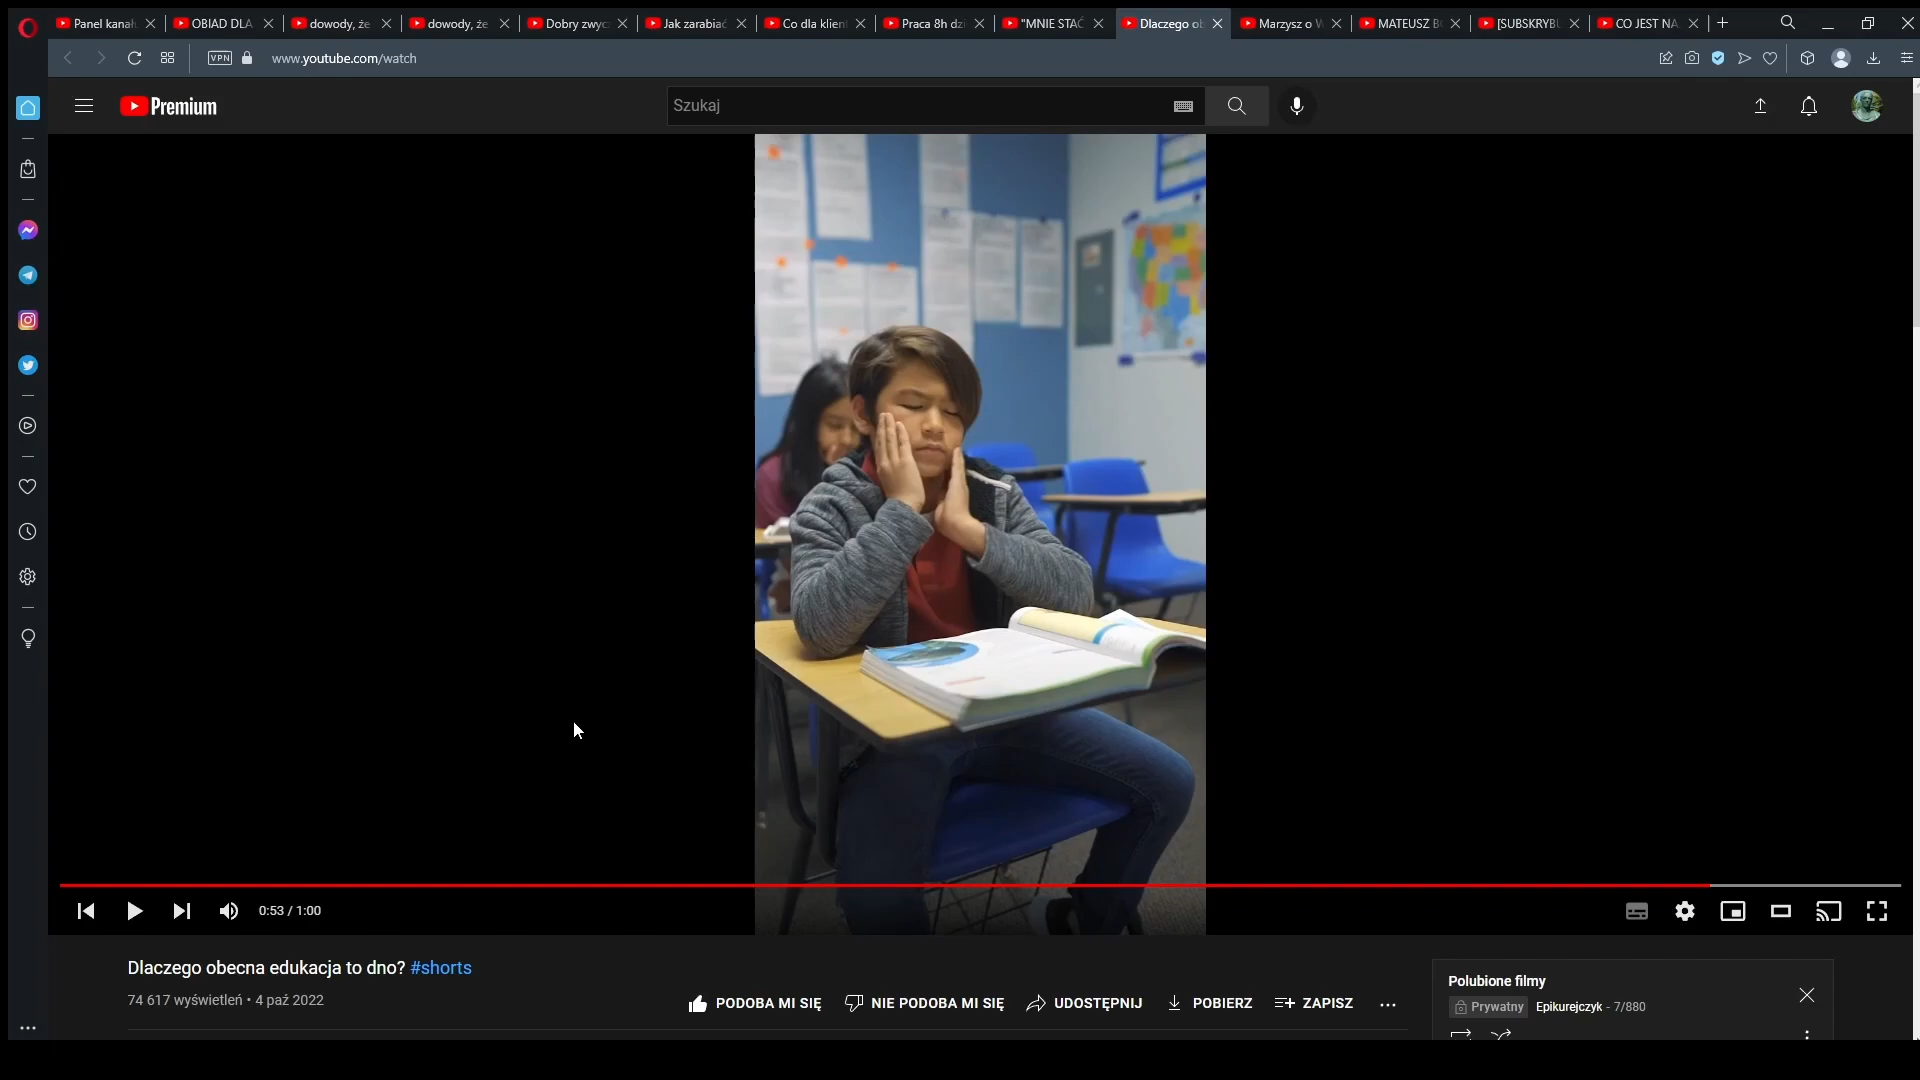 Panel kanał
OBIAD DLA
dowody, że
dowody, że
Dobry zwyc
Jak zarabiać
Co dla klien
Praca 8h dzi
"MNIE STAĆ
Dlaczego ob
Marzysz o W
MATEUSZ B
[SUBSKRYBU
CO JEST NA
VPN
www.youtube.com/watch
Premium
Szukaj
0:53 / 1:00
Dlaczego obecna edukacja to dno? #shorts
74 617 wyświetleń • 4 paź 2022
PODOBA MI SIĘ
NIE PODOBA MI SIĘ
UDOSTĘPNIJ
POBIERZ
ZAPISZ
Polubione filmy
Prywatny
Epikurejczyk - 7/880